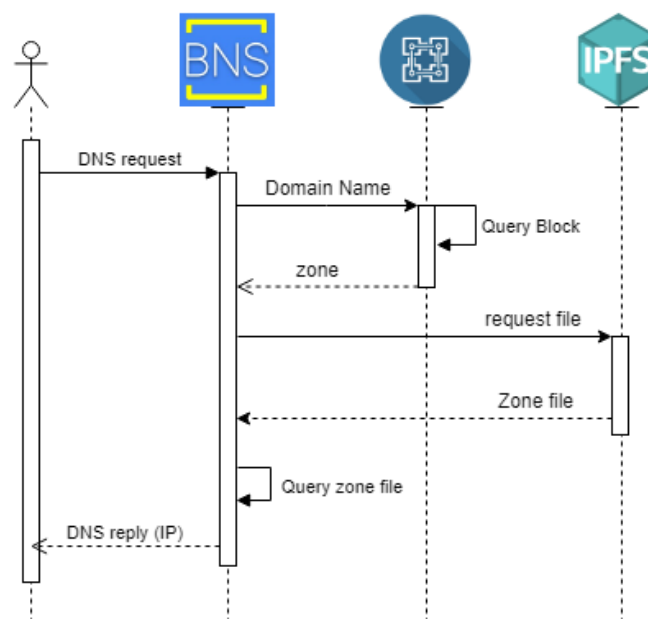 BNS
IPFS
DNS request
Domain Name
Query Block
zone
request file
Zone file
Query zone file
DNS reply (IP)